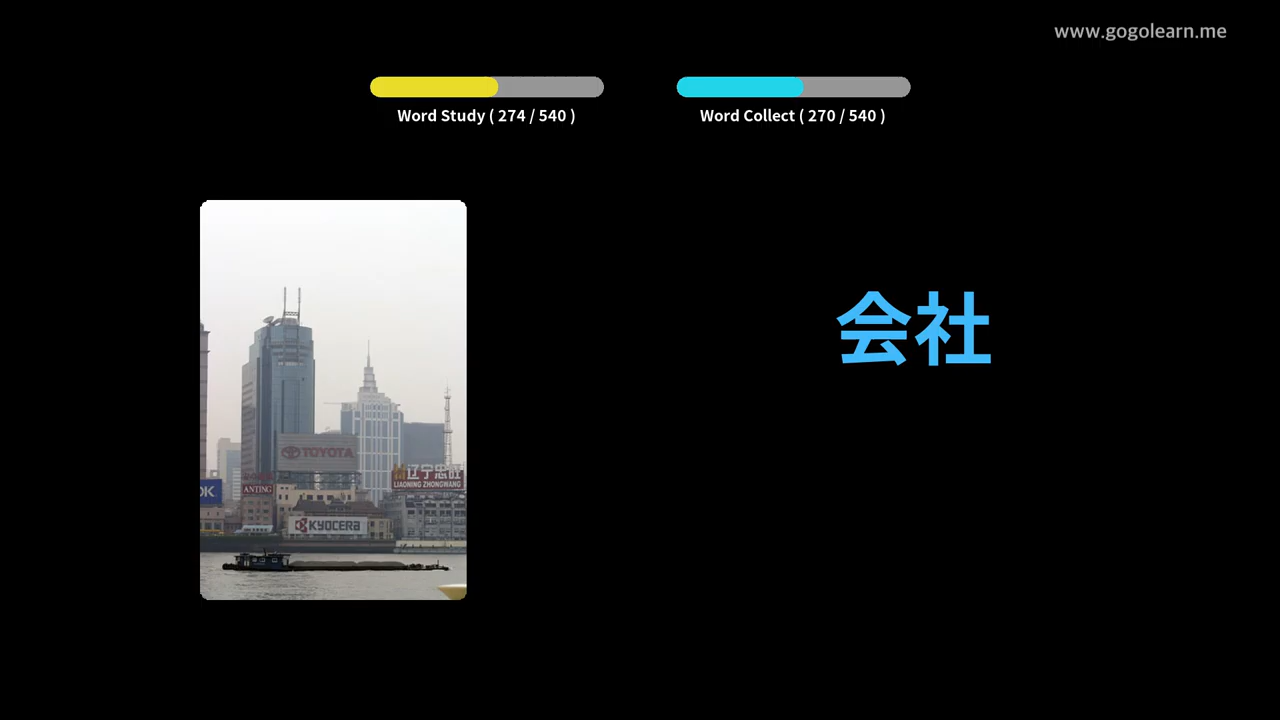 www.gogolearn.me
Word Study ( 274 / 540 )
Word Collect ( 270 / 540 )
会社
TOYOTA
辽宁忠旺
LIAONING ZHONGWANG
OK
ANTING
KYOCERA